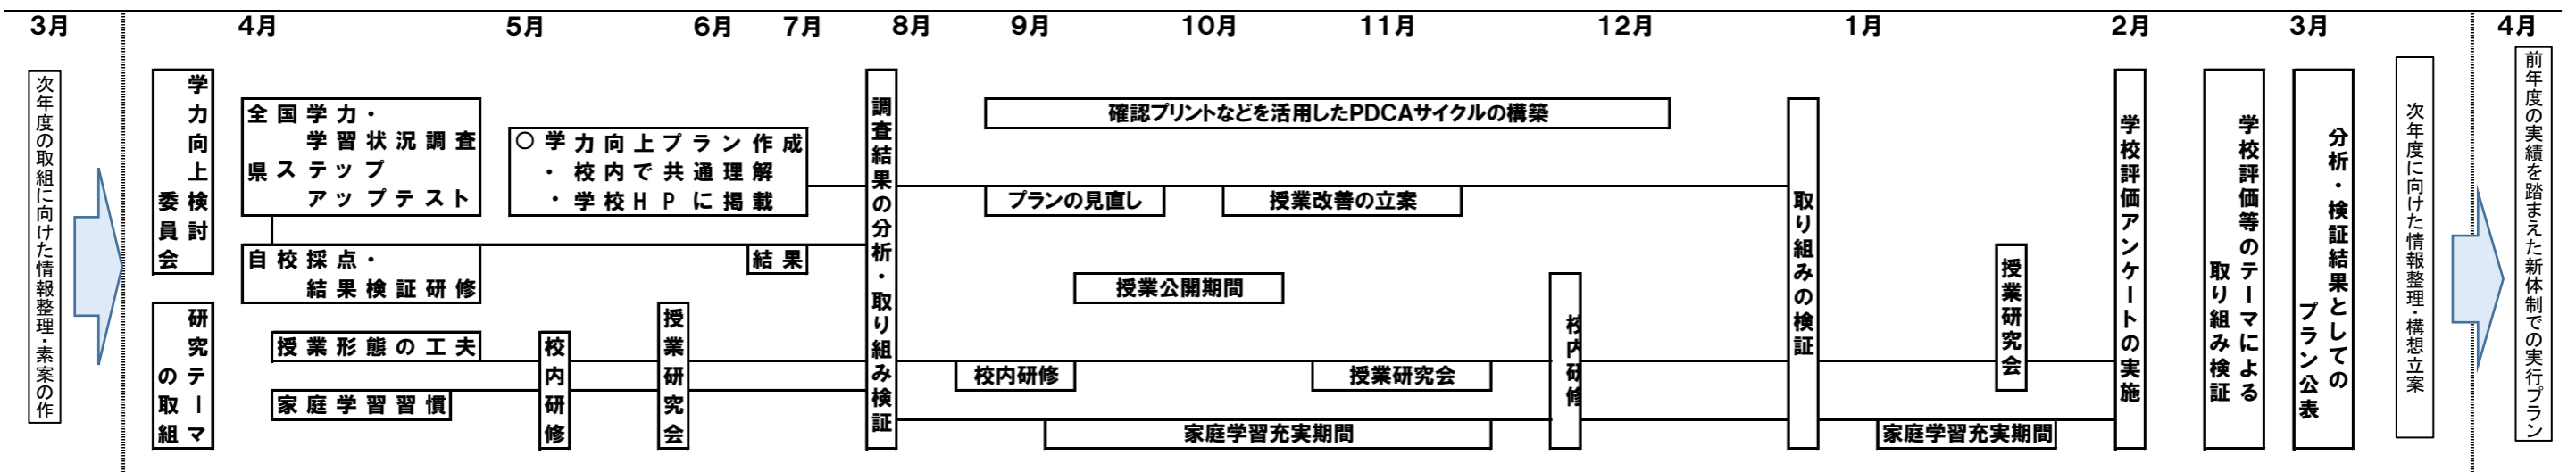 3月
4月
5月
6月
7月
8月
9月
10月
11月
12月
1月
2月
3月
4月
次年度の取組に向けた情報整理・素案の作
学力向上検討
委員会
研究テーマ
の取組
全国学力・
学習状況調査
県ステップ
アップテスト
自校採点・
結果検証研修
授業形態の工夫
家庭学習習慣
〇学力向上プラン作成
・校内で共通理解
・学校HPに掲載
結果
校内研修
授業研究会
調査結果の分析・取り組み検証
確認プリントなどを活用したPDCAサイクルの構築
プランの見直し
授業改善の立案
授業公開期間
校内研修
授業研究会
家庭学習充実期間
校内研修
取り組みの検証
授業研究会
家庭学習充実期間
学校評価アンケートの実施
学校評価等のテーマによる
取り組み検証
分析・検証結果としての
プラン公表
次年度に向けた情報整理・構想立案
前年度の実績を踏まえた新体制での実行プラン